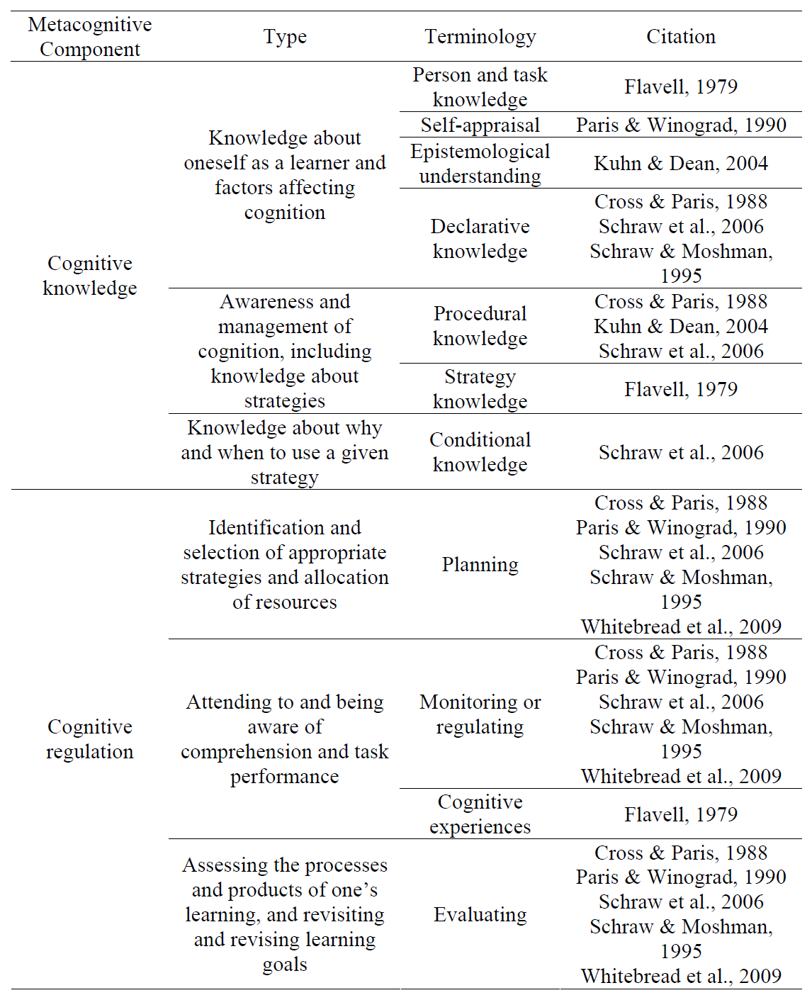 Metacognitive
Component
Type
Terminology
Citation
Cognitive
knowledge
Knowledge about
oneself as a learner and
factors affecting
cognition
Person and task
knowledge
Flavell, 1979
Self-appraisal
Paris & Winograd, 1990
Epistemological
understanding
Kuhn & Dean, 2004
Declarative
knowledge
Cross & Paris, 1988
Schraw et al., 2006
Schraw & Moshman,
1995
Awareness and
management of
cognition, including
knowledge about
strategies
Procedural
knowledge
Cross & Paris, 1988
Kuhn & Dean, 2004
Schraw et al., 2006
Strategy
knowledge
Flavell, 1979
Knowledge about why
and when to use a given
strategy
Conditional
knowledge
Schraw et al., 2006
Cognitive
regulation
Identification and
selection of appropriate
strategies and allocation
of resources
Planning
Cross & Paris, 1988
Paris & Winograd, 1990
Schraw et al., 2006
Schraw & Moshman,
1995
Whitebread et al., 2009
Attending to and being
aware of
comprehension and task
performance
Monitoring or
regulating
Cross & Paris, 1988
Paris & Winograd, 1990
Schraw et al., 2006
Schraw & Moshman,
1995
Whitebread et al., 2009
Cognitive
experiences
Flavell, 1979
Assessing the processes
and products of one’s
learning, and revisiting
and revising learning
goals
Evaluating
Cross & Paris, 1988
Paris & Winograd, 1990
Schraw et al., 2006
Schraw & Moshman,
1995
Whitebread et al., 2009